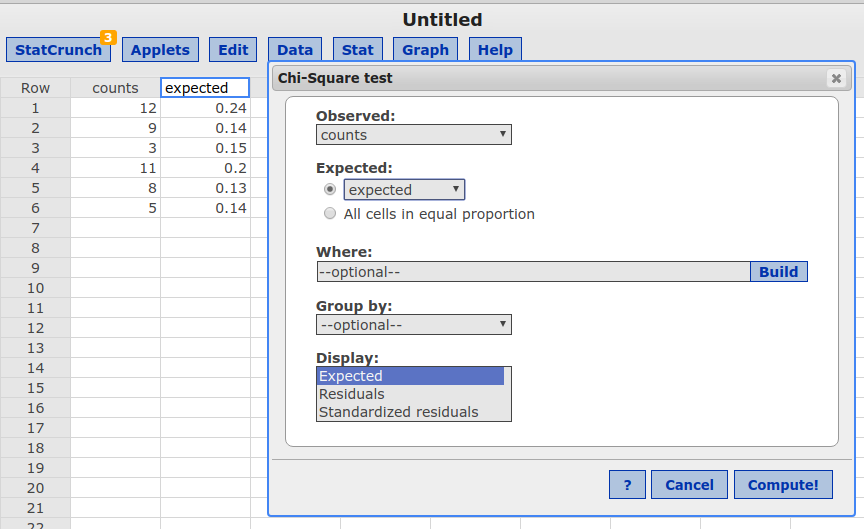 Untitled
3
StatCrunch Applets Edit Data Stat Graph Help
Chi-Square test
Row counts expected
1 12 0.24
2 9 0.14
3 3 0.15
4 11 0.2
5 8 0.13
6 5 0.14
7
8
9
10
11
12
13
14
15
16
17
18
19
20
21
22
Observed:
counts
Expected:
expected
All cells in equal proportion
Where:
--optional--
Build
Group by:
--optional--
Display:
Expected
Residuals
Standardized residuals
? Cancel Compute!